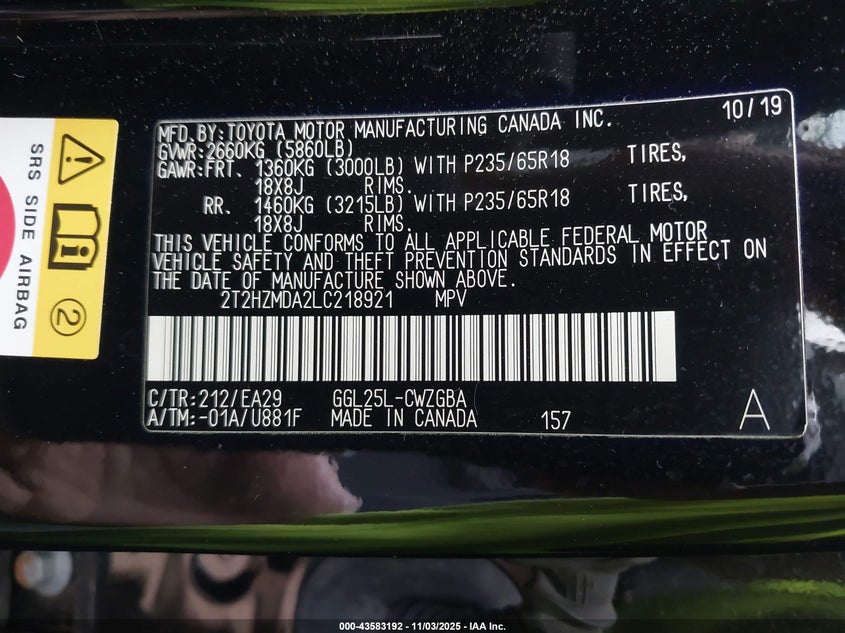 SRS SIDE AIRBAG
2
10/19
MFD.BY:TOYOTA MOTOR MANUFACTURING CANADA INC.
GVWR:2660KG (5860LB)
GAWR:FRT. 1360KG (3000LB) WITH P235/65R18 TIRES,
18X8J RIMS.
RR. 1460KG (3215LB) WITH P235/65R18 TIRES,
18X8J RIMS.
THIS VEHICLE CONFORMS TO ALL APPLICABLE FEDERAL MOTOR
VEHICLE SAFETY AND THEFT PREVENTION STANDARDS IN EFFECT ON
THE DATE OF MANUFACTURE SHOWN ABOVE.
2T2HZMDA2LC218921 MPV
C/TR:212/EA29 GGL25L-CWZGBA
A/TM:-01A/U881F MADE IN CANADA 157 A
000-43583192 - 11/03/2025 - IAA Inc.